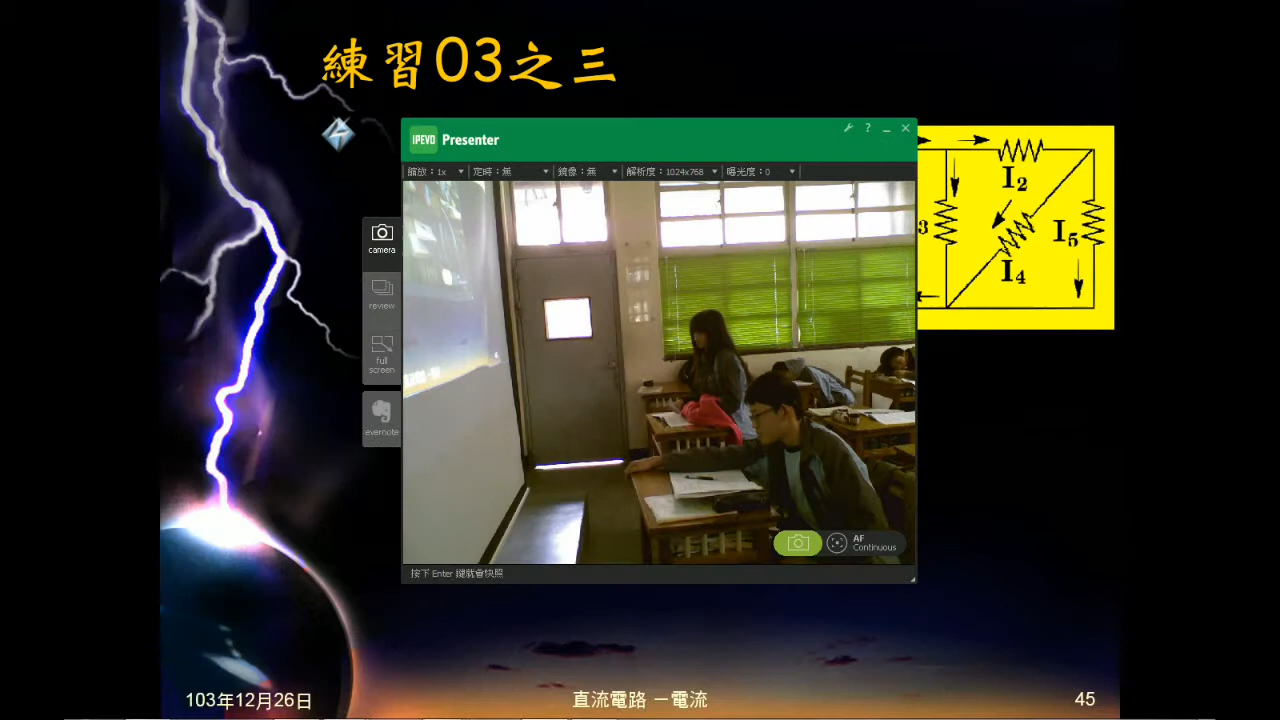 練習03之三
iPEVO Presenter
縮放：1x 定時：無 鏡像：無 解析度：1024x768 曝光度：0
camera
review
full
screen
evernote
I2
3
I5
I4
AF
Continuous
按下 Enter 鍵就會快照
103年12月26日
直流電路 －電流
45